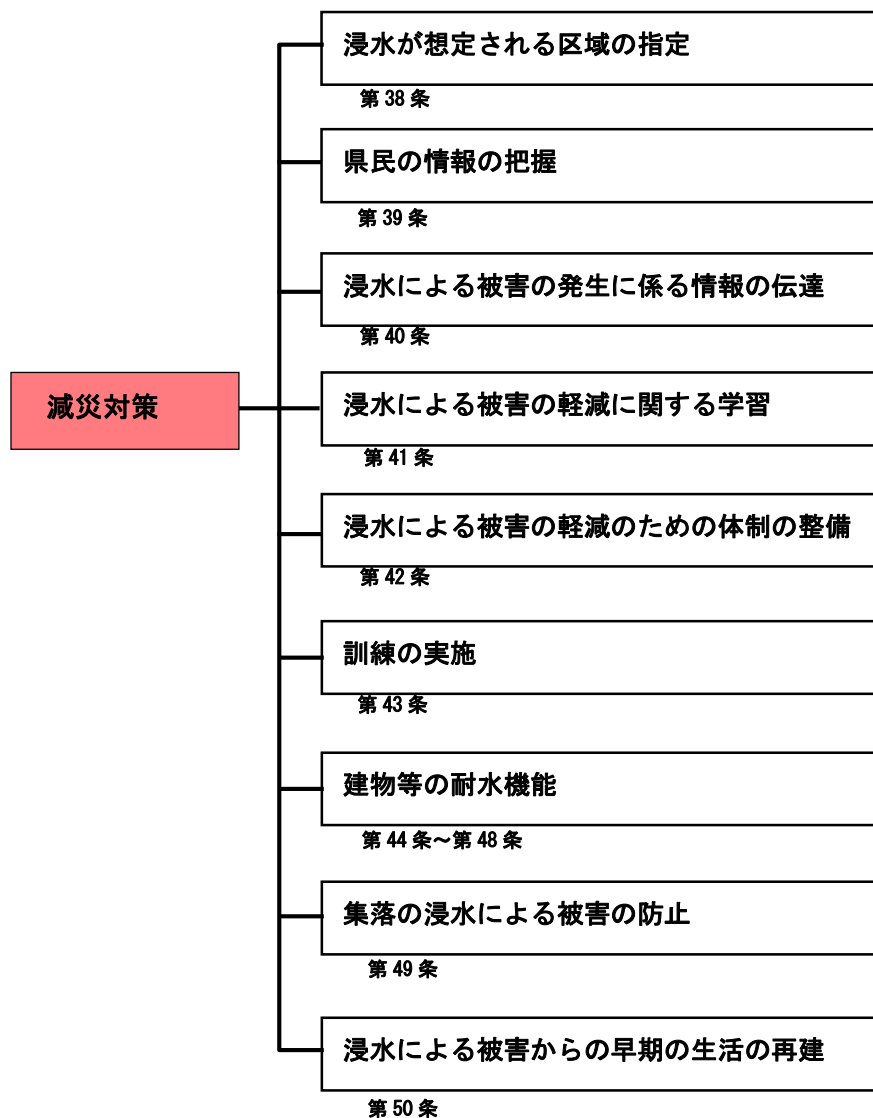 浸水が想定される区域の指定
第38条
県民の情報の把握
第39条
浸水による被害の発生に係る情報の伝達
第40条
減災対策
浸水による被害の軽減に関する学習
第41条
浸水による被害の軽減のための体制の整備
第42条
訓練の実施
第43条
建物等の耐水機能
第44条～第48条
集落の浸水による被害の防止
第49条
浸水による被害からの早期の生活の再建
第50条